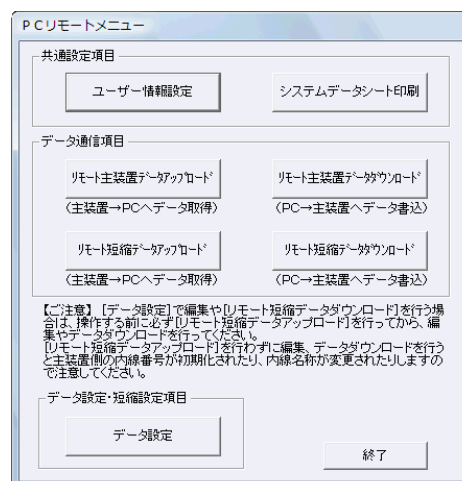 PCリモートメニュー
共通設定項目
ユーザー情報設定
システムデータシート印刷
データ通信項目
ﾘﾓｰﾄ主装置ﾃﾞｰﾀｱｯﾌﾟﾛｰﾄﾞ
ﾘﾓｰﾄ主装置ﾃﾞｰﾀﾀﾞｳﾝﾛｰﾄﾞ
(主装置→PCへデータ取得)
(PC→主装置へデータ書込)
ﾘﾓｰﾄ短縮ﾃﾞｰﾀｱｯﾌﾟﾛｰﾄﾞ
ﾘﾓｰﾄ短縮ﾃﾞｰﾀﾀﾞｳﾝﾛｰﾄﾞ
(主装置→PCへデータ取得)
(PC→主装置へデータ書込)
【ご注意】 [データ設定]で編集や[リモート短縮データダウンロード]を行う場
合は、操作する前に必ず[リモート短縮データアップロード]を行ってから、編
集やデータダウンロードを行ってください。
[リモート短縮データアップロード]を行わずに編集、データダウンロードを行う
と主装置側の内線番号が初期化されたり、内線名称が変更されたりしますの
で注意してください。
データ設定・短縮設定項目
データ設定
終了